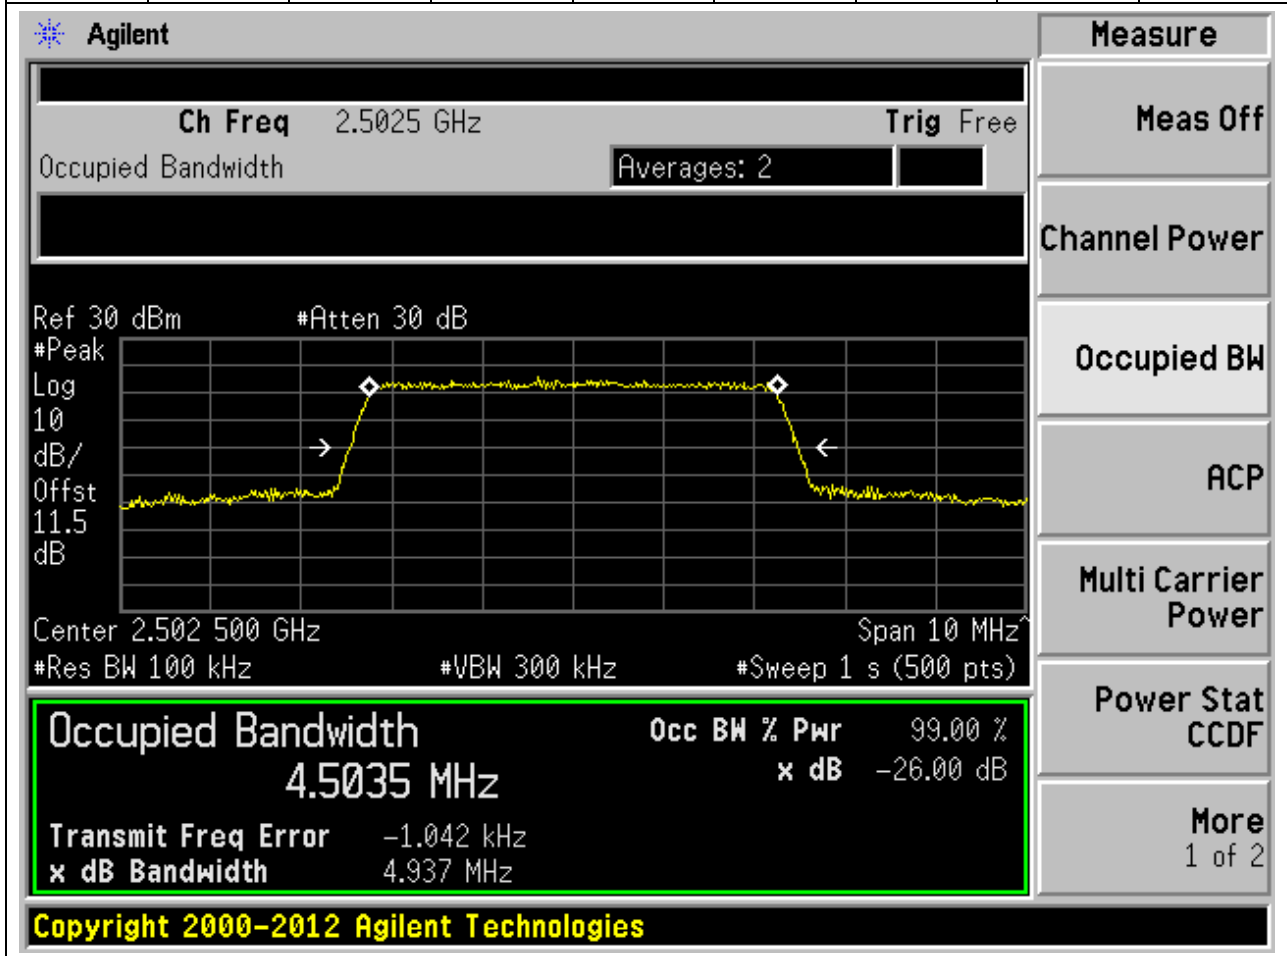 Agilent
Measure
Ch Freq 2.5025 GHz Trig Free
Meas Off
Occupied Bandwidth Averages: 2
Channel Power
Ref 30 dBm #Atten 30 dB
#Peak
Log
10
dB/
Offst
11.5
dB
Occupied BW
ACP
Center 2.502 500 GHz Span 10 MHz^
#Res BW 100 kHz #VBW 300 kHz #Sweep 1 s (500 pts)
Multi Carrier
Power
Occupied Bandwidth Occ BW % Pwr 99.00 %
4.5035 MHz x dB -26.00 dB
Transmit Freq Error -1.042 kHz
x dB Bandwidth 4.937 MHz
Power Stat
CCDF
More
1 of 2
Copyright 2000-2012 Agilent Technologies